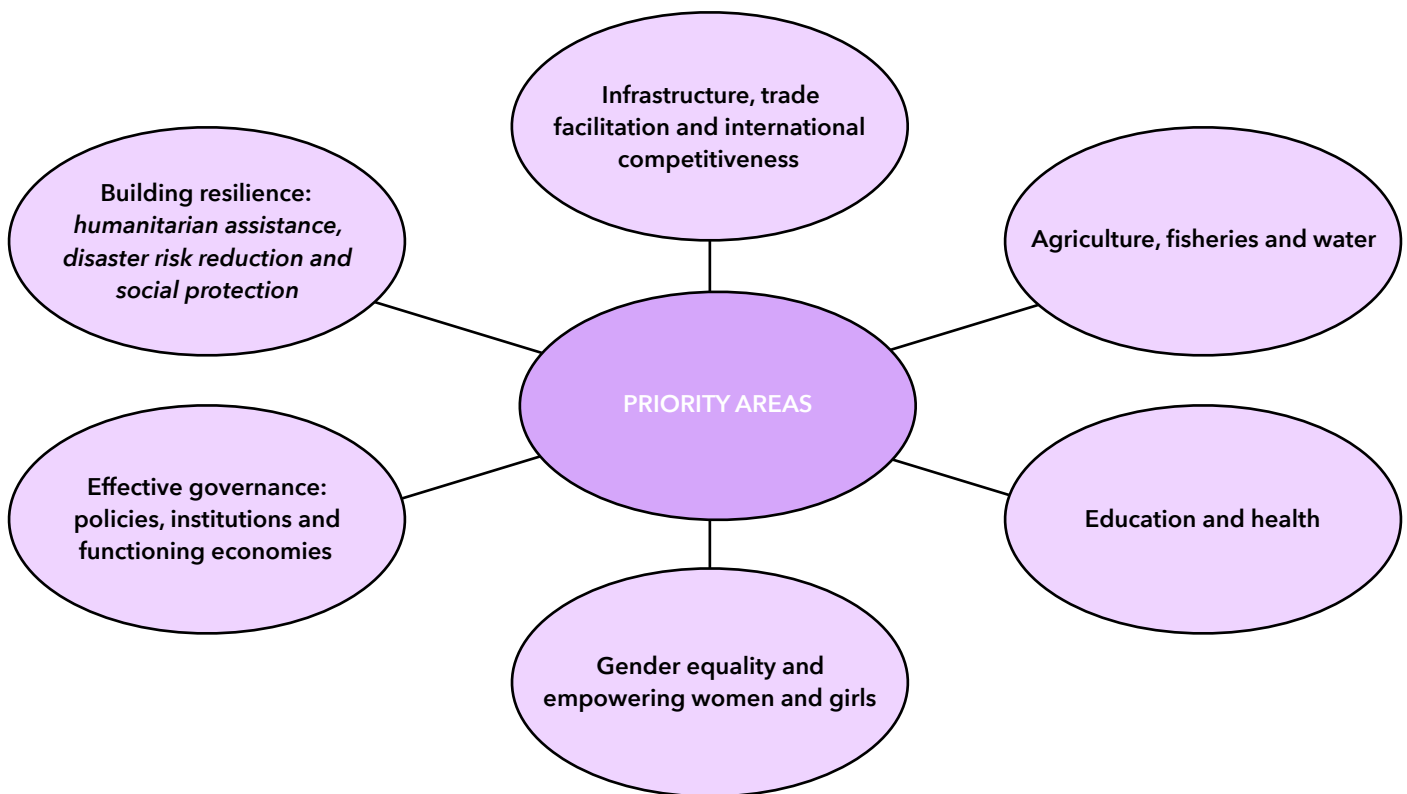 Infrastructure, trade
facilitation and international
competitiveness
Building resilience:
humanitarian assistance,
disaster risk reduction and
social protection
Agriculture, fisheries and water
PRIORITY AREAS
Effective governance:
policies, institutions and
functioning economies
Education and health
Gender equality and
empowering women and girls